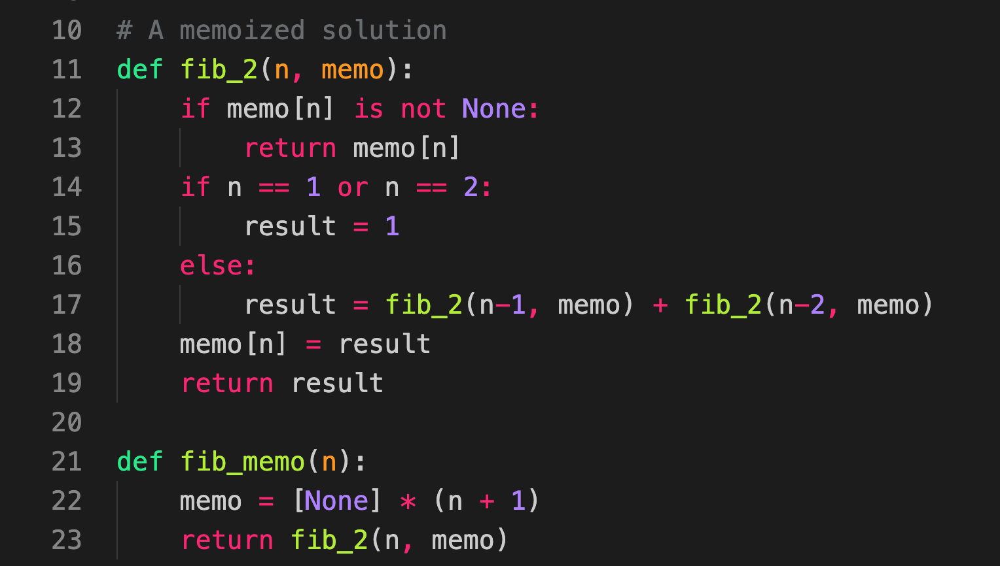 10 # A memoized solution
11 def fib_2(n, memo):
12     if memo[n] is not None:
13         return memo[n]
14     if n == 1 or n == 2:
15         result = 1
16     else:
17         result = fib_2(n-1, memo) + fib_2(n-2, memo)
18     memo[n] = result
19     return result
20
21 def fib_memo(n):
22     memo = [None] * (n + 1)
23     return fib_2(n, memo)